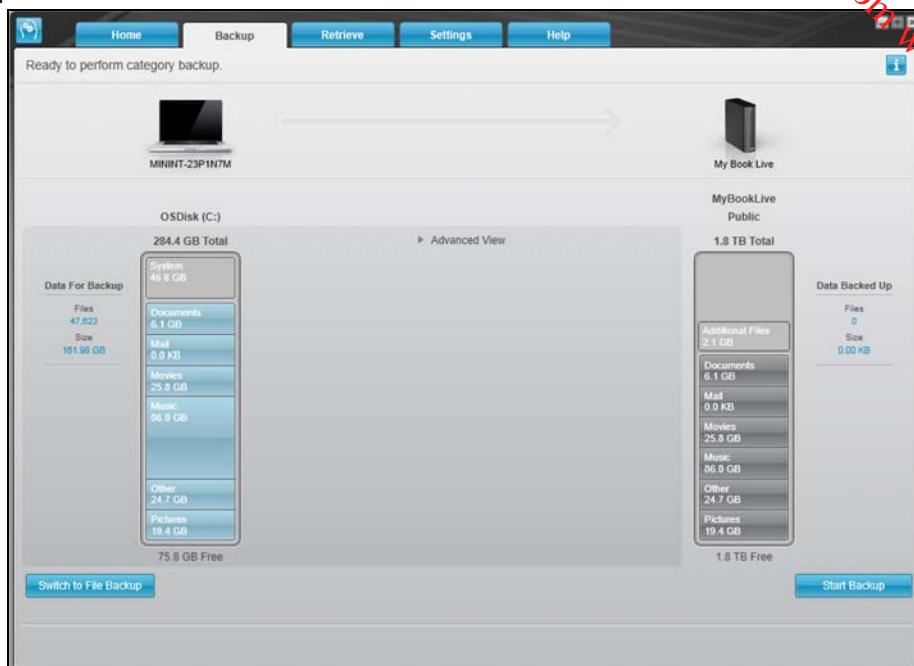 Home Backup Retrieve Settings Help
Ready to perform category backup.
MININT-23P1N7M
My Book Live
OSDisk (C:)
MyBookLive
Public
284.4 GB Total
Advanced View
1.8 TB Total
Data For Backup
Files
47,623
Size
161.98 GB
System
46.6 GB
Documents
6.1 GB
Mail
0.0 KB
Movies
25.8 GB
Music
86.0 GB
Other
24.7 GB
Pictures
19.4 GB
75.8 GB Free
Additional Files
2.1 GB
Documents
6.1 GB
Mail
0.0 KB
Movies
25.8 GB
Music
86.0 GB
Other
24.7 GB
Pictures
19.4 GB
1.8 TB Free
Data Backed Up
Files
0
Size
0.00 KB
Switch to File Backup
Start Backup